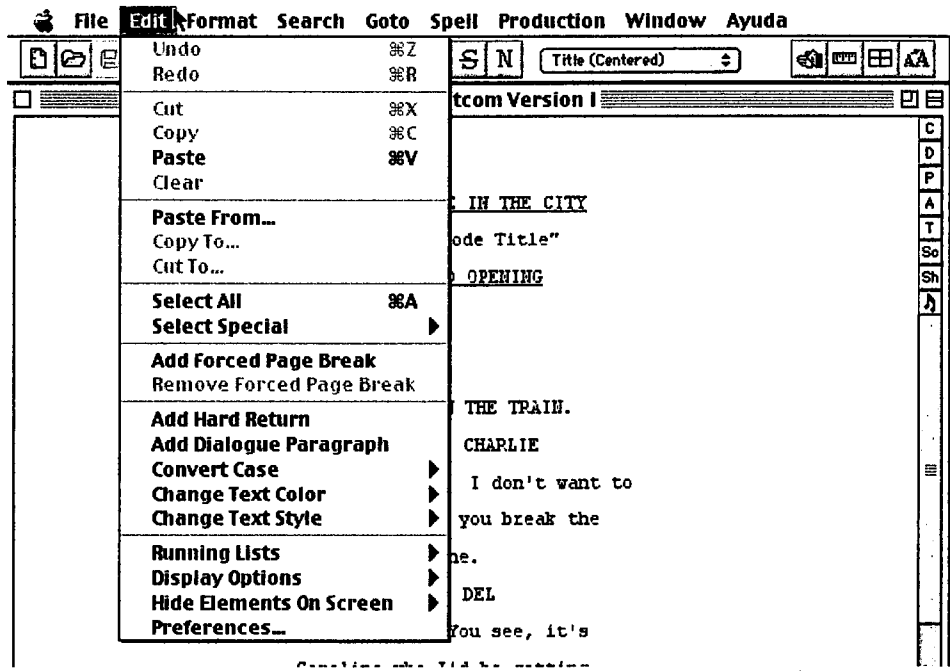 File Edit Format Search Goto Spell Production Window Ayuda
S N Title (Centered)
tcom Version I
Undo ⌘Z
Redo ⌘R
Cut ⌘X
Copy ⌘C
Paste ⌘V
Clear
Paste From...
Copy To...
Cut To...
Select All ⌘A
Select Special
Add Forced Page Break
Remove Forced Page Break
Add Hard Return
Add Dialogue Paragraph
Convert Case
Change Text Color
Change Text Style
Running Lists
Display Options
Hide Elements On Screen
Preferences...
IN THE CITY
ode Title"
OPENING
THE TRAIN.
CHARLIE
I don't want to
you break the
ne.
DEL
You see, it's
C
D
P
A
T
So
Sh